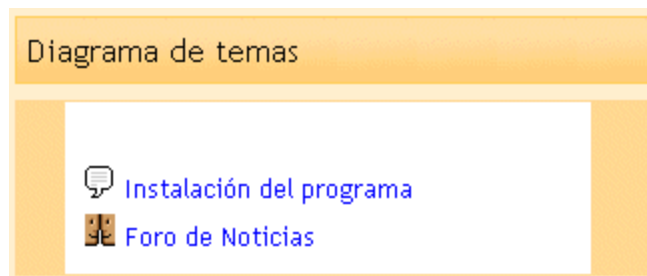 Diagrama de temas
Instalación del programa
Foro de Noticias